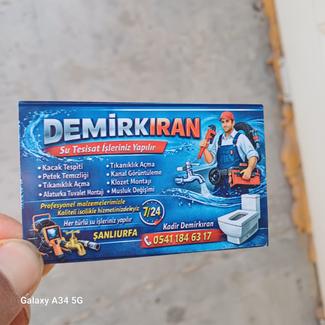 DEMİRKIRAN
Su Tesisat İşleriniz Yapılır
• Kaçak Tespiti
• Petek Temizliği
• Tıkanıklık Açma
• Alaturka Tuvalet Montajı
• Tıkanıklık Açma
• Kanal Görüntüleme
• Klozet Montajı
• Musluk Değişimi
Profesyonel malzemelerimizle
Kaliteli
hizmetinizdekyiz
7/24
Her türlü su işleriniz yapılır
ŞANLIURFA
Kadir Demirkıran
0541 184 63 17
Galaxy A34 5G